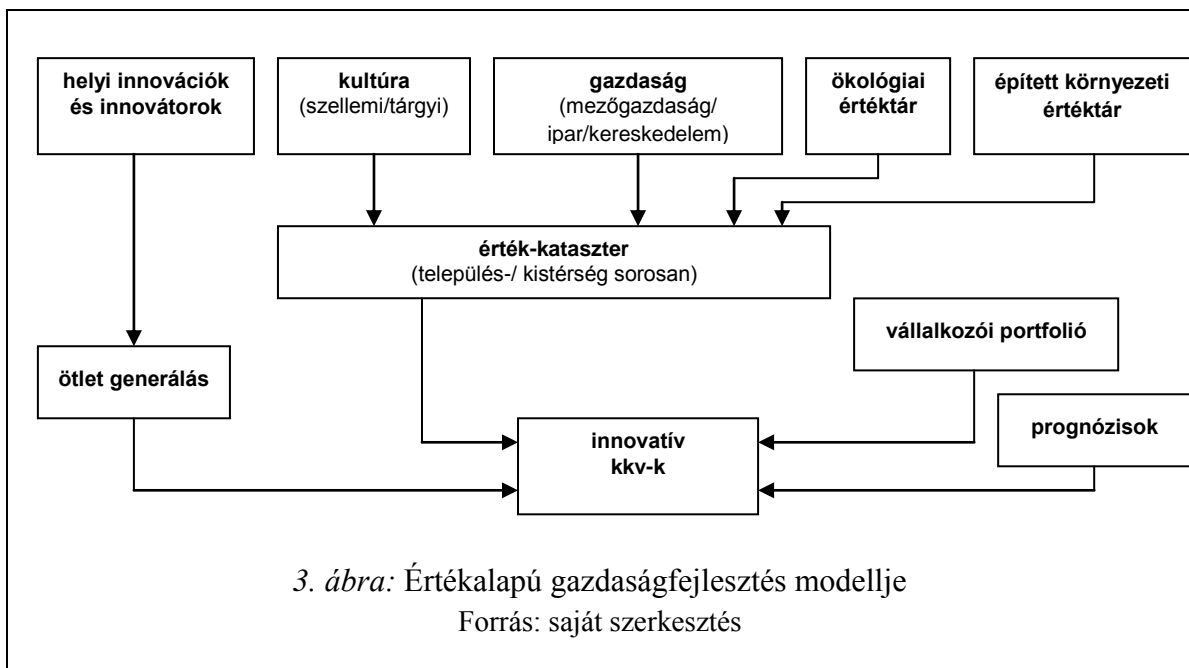 helyi innovációk
és innovátorok
kultúra
(szellemi/tárgyi)
gazdaság
(mezőgazdaság/
ipar/kereskedelem)
ökológiai
értéktár
épített környezeti
értéktár
érték-kataszter
(település-/ kistérség sorosan)
vállalkozói portfolió
ötlet generálás
prognózisok
innovatív
kkv-k
3. ábra: Értékalapú gazdaságfejlesztés modellje
Forrás: saját szerkesztés